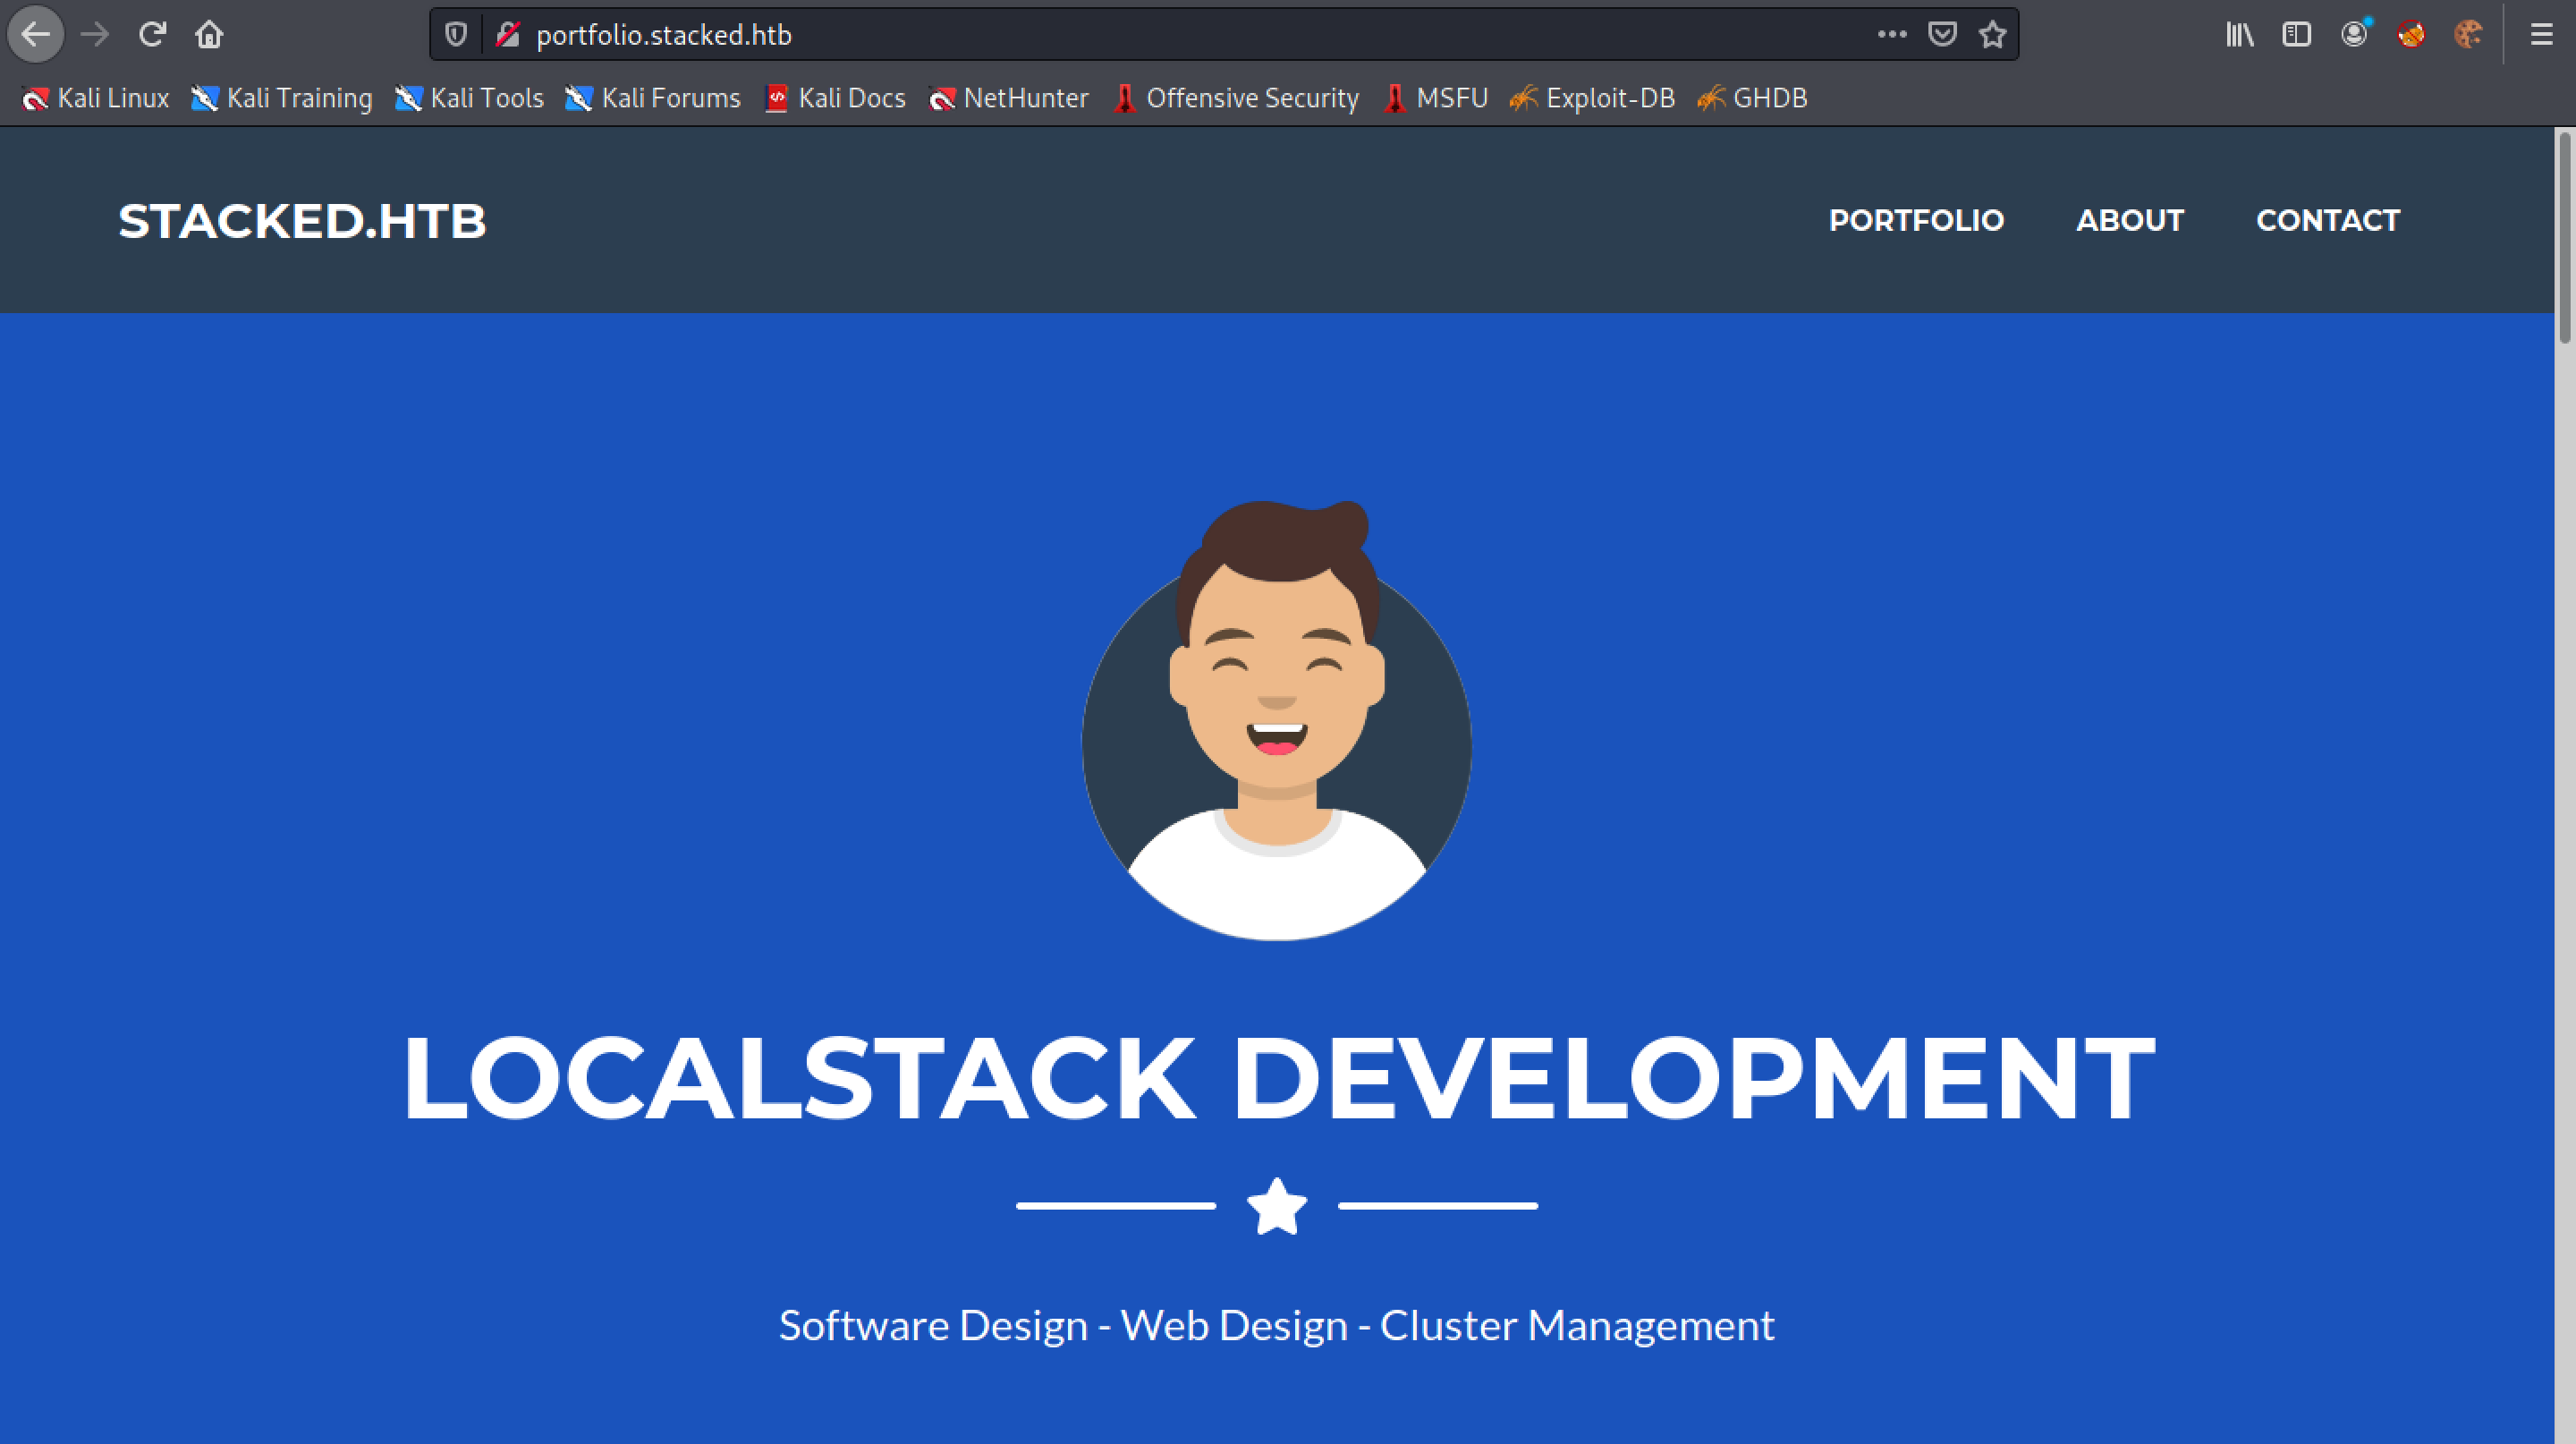 portfolio.stacked.htb
Kali Linux Kali Training Kali Tools Kali Forums Kali Docs NetHunter Offensive Security MSFU Exploit-DB GHDB
STACKED.HTB PORTFOLIO ABOUT CONTACT
LOCALSTACK DEVELOPMENT
Software Design - Web Design - Cluster Management